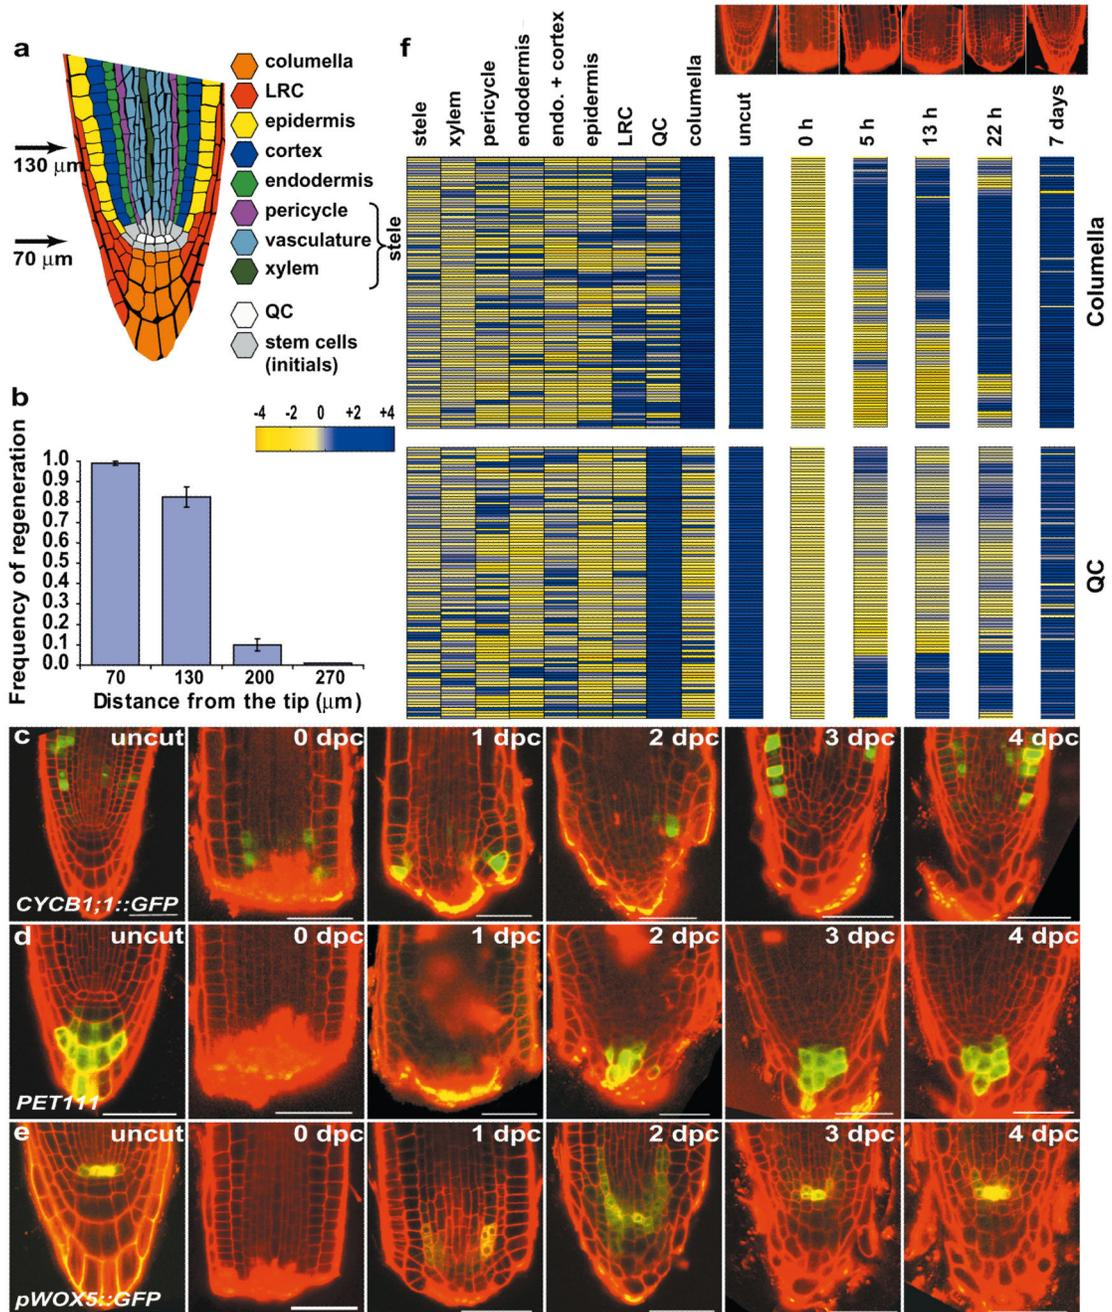 a
130 μm
70 μm
columella
LRC
epidermis
cortex
endodermis
pericycle
vasculature
xylem
stele
QC
stem cells
(initials)
b
-4 -2 0 +2 +4
Frequency of regeneration
1.0
0.9
0.8
0.7
0.6
0.5
0.4
0.3
0.2
0.1
0.0
70 130 200 270
Distance from the tip (μm)
f
stele
xylem
pericycle
endodermis
endo. + cortex
epidermis
LRC
QC
columella
uncut
0 h
5 h
13 h
22 h
7 days
Columella
QC
c uncut 0 dpc 1 dpc 2 dpc 3 dpc 4 dpc
CYCB1;1::GFP
d uncut 0 dpc 1 dpc 2 dpc 3 dpc 4 dpc
PET111
e uncut 0 dpc 1 dpc 2 dpc 3 dpc 4 dpc
pWOX5::GFP